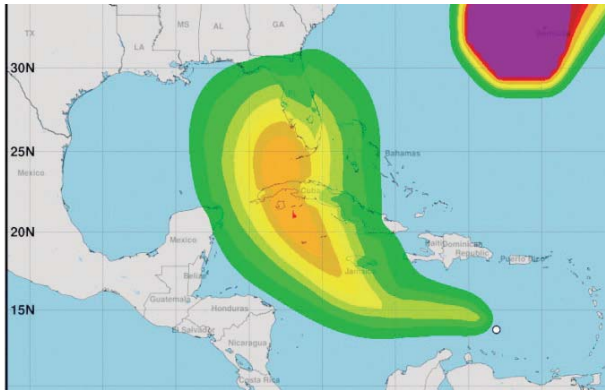 TX
MS
AL
GA
LA
30N
25N
Mexico
Bahamas
Cuba
20N
Mexico
Haiti
Dominican
Republic
Puerto Rico
Jamaica
Belize
Guatemala
Honduras
15N
El Salvador
Nicaragua
Costa Rica